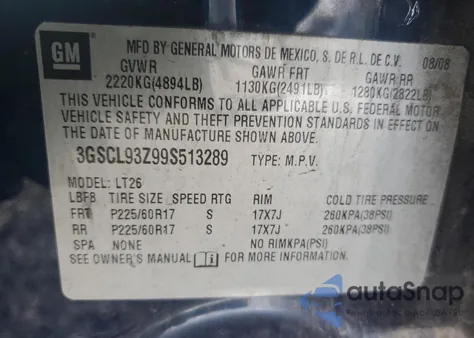 GM
MFD BY GENERAL MOTORS DE MEXICO, S. DE R.L. DE C.V. 08/08
GVWR GAWR FRT GAWR RR
2220KG(4894LB) 1130KG(2491LB) 1280KG(2822LB)
THIS VEHICLE CONFORMS TO ALL APPLICABLE U.S. FEDERAL MOTOR
VEHICLE SAFETY AND THEFT PREVENTION STANDARDS IN EFFECT ON
THE DATE OF MANUFACTURE SHOWN ABOVE.
3GSCL93Z99S513289 TYPE: M.P.V.
MODEL: LT26
LBF8 TIRE SIZE SPEED RTG RIM COLD TIRE PRESSURE
FRT P225/60R17 S 17X7J 260KPA(38PSI)
RR P225/60R17 S 17X7J 260KPA(38PSI)
SPA NONE NO RIMKPA(PSI)
SEE OWNER'S MANUAL FOR MORE INFORMATION.
autoSnap